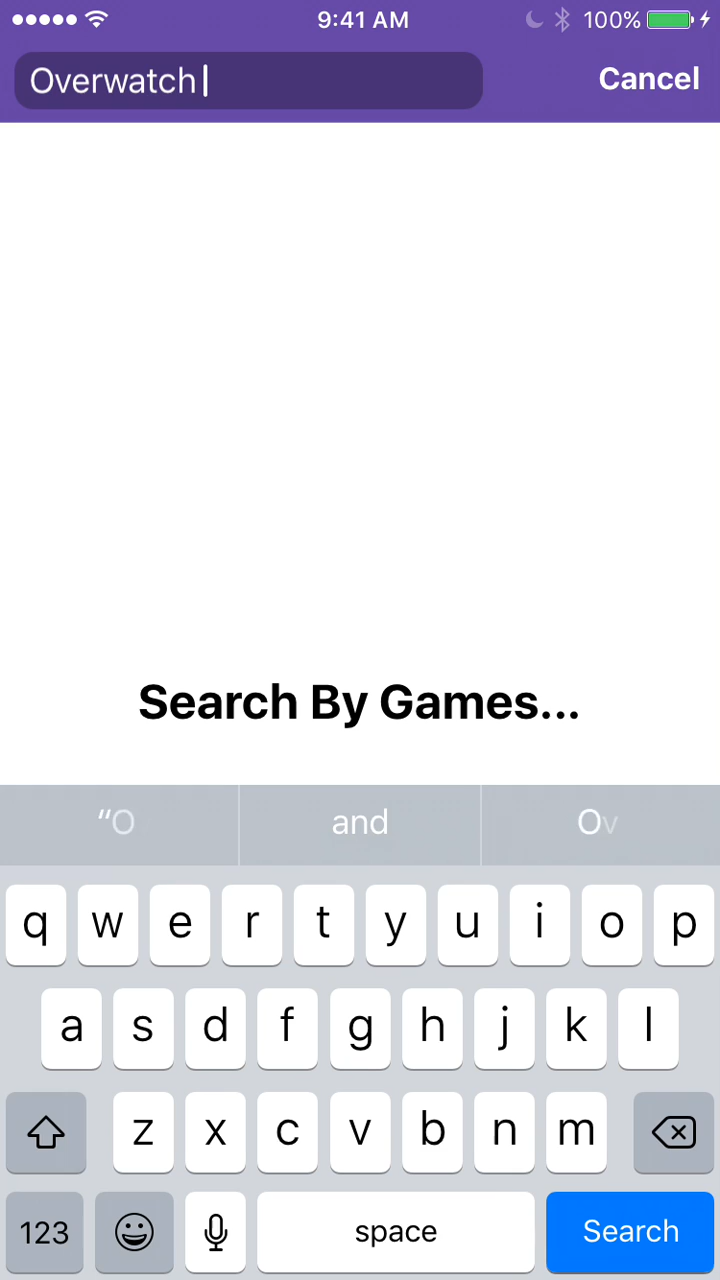 9:41 AM 100%
Overwatch Cancel
Search By Games...
“O and Ov
q w e r t y u i o p
a s d f g h j k l
z x c v b n m
123 space Search